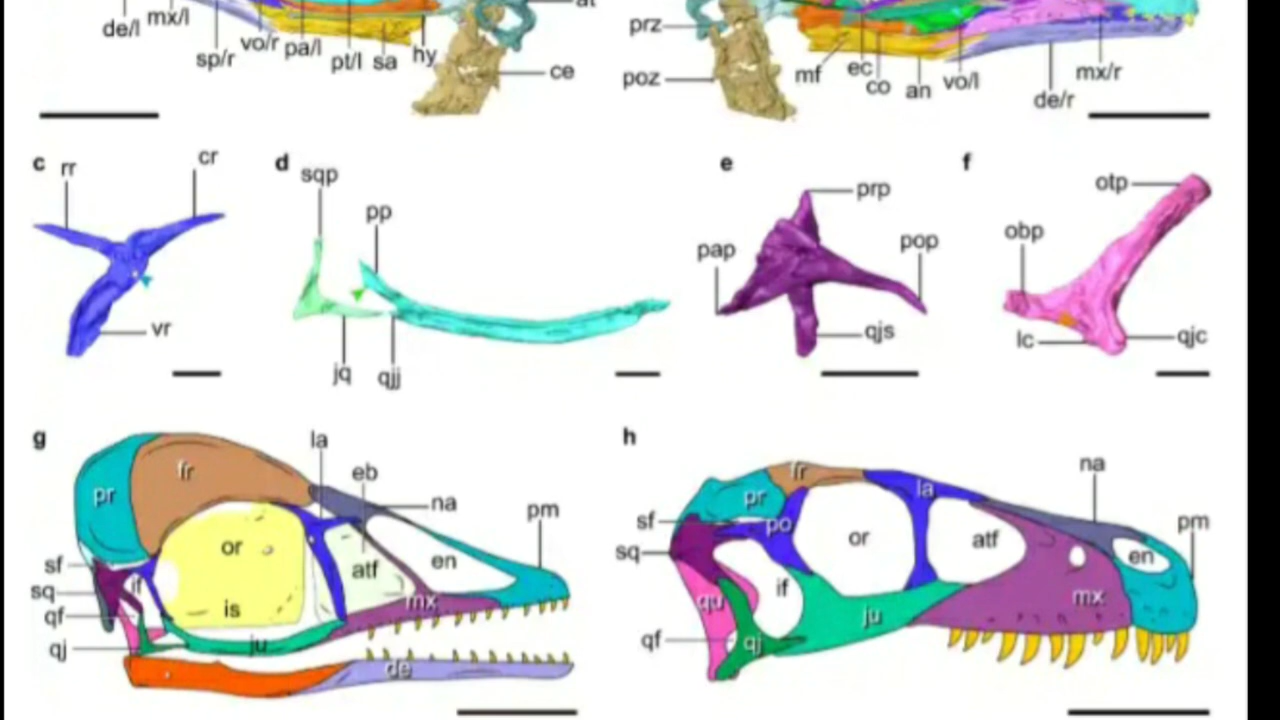 de/l mx/l sp/r vo/r pa/l pt/l sa hy ce at
prz poz mf ec co an vo/l de/r mx/r
c rr cr vr
d sqp pp jq qjj
e prp pap pop qjs
f otp obp lc qjc
g la eb na pm
pr fr or en atf
sf sq qf qj if is mx ju de
h na pm
fr la pr po sf sq or atf en
if qu mx ju qf qj